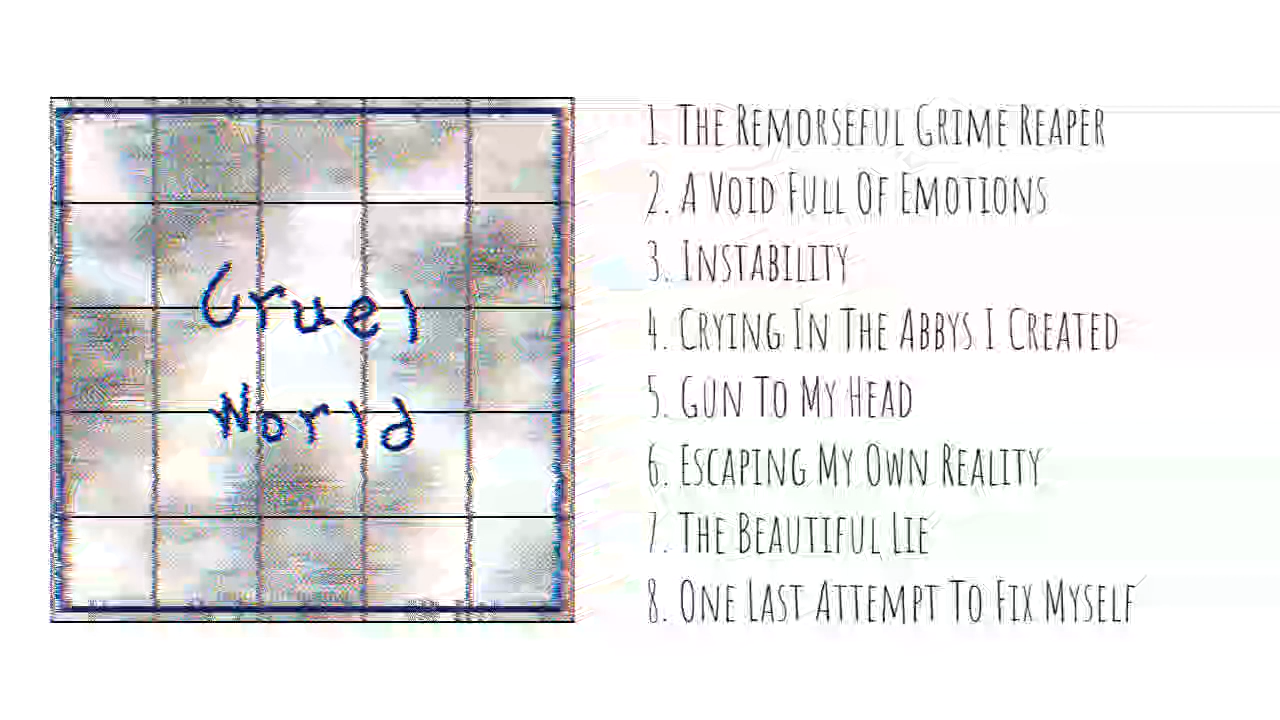 Cruel
World
1. The Remorseful Grime Reaper
2. A Void Full Of Emotions
3. Instability
4. Crying In The Abbys I Created
5. Gun To My Head
6. Escaping My Own Reality
7. The Beautiful Lie
8. One Last Attempt To Fix Myself